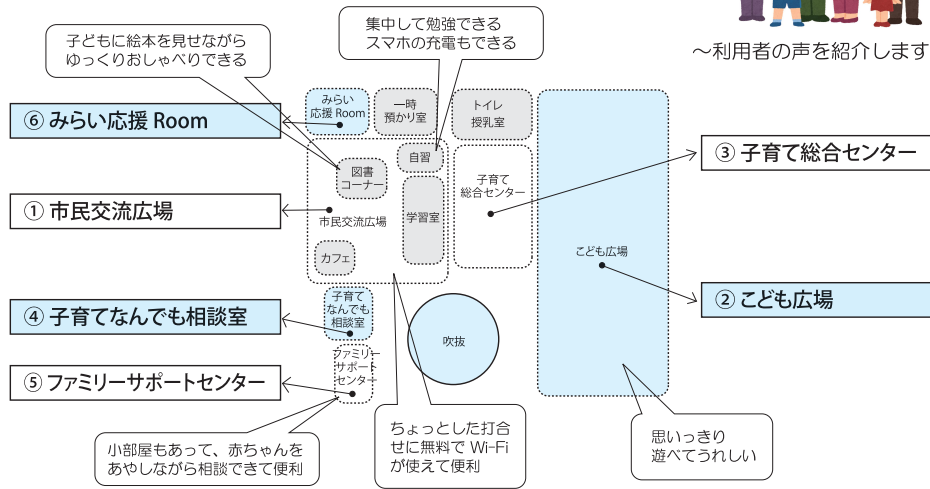 ～利用者の声を紹介します
子どもに絵本を見せながら
ゆっくりおしゃべりできる
集中して勉強できる
スマホの充電もできる
⑥ みらい応援 Room
みらい
応援 Room
一時
預かり室
トイレ
授乳室
③ 子育て総合センター
自習
図書
コーナー
子育て
総合センター
① 市民交流広場
市民交流広場
学習室
カフェ
こども広場
② こども広場
④ 子育てなんでも相談室
子育て
なんでも
相談室
吹抜
⑤ ファミリーサポートセンター
ファミリー
サポート
センター
小部屋もあって、赤ちゃんを
あやしながら相談できて便利
ちょっとした打合
せに無料で Wi-Fi
が使えて便利
思いっきり
遊べてうれしい